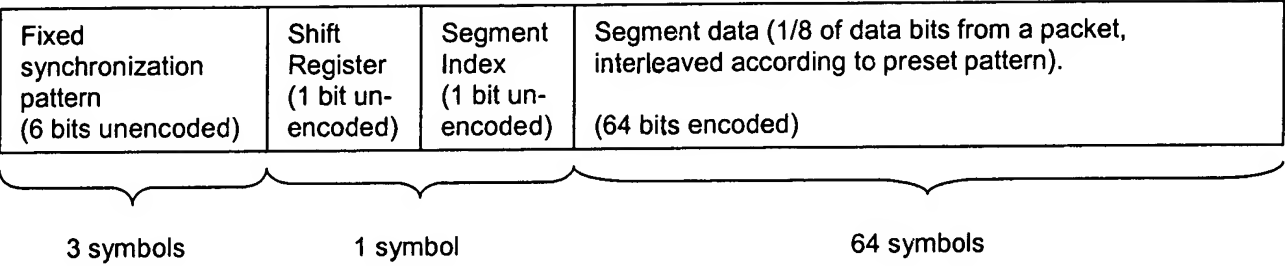 Fixed
synchronization
pattern
(6 bits unencoded)
Shift
Register
(1 bit un-
encoded)
Segment
Index
(1 bit un-
encoded)
Segment data (1/8 of data bits from a packet,
interleaved according to preset pattern).
(64 bits encoded)
3 symbols
1 symbol
64 symbols